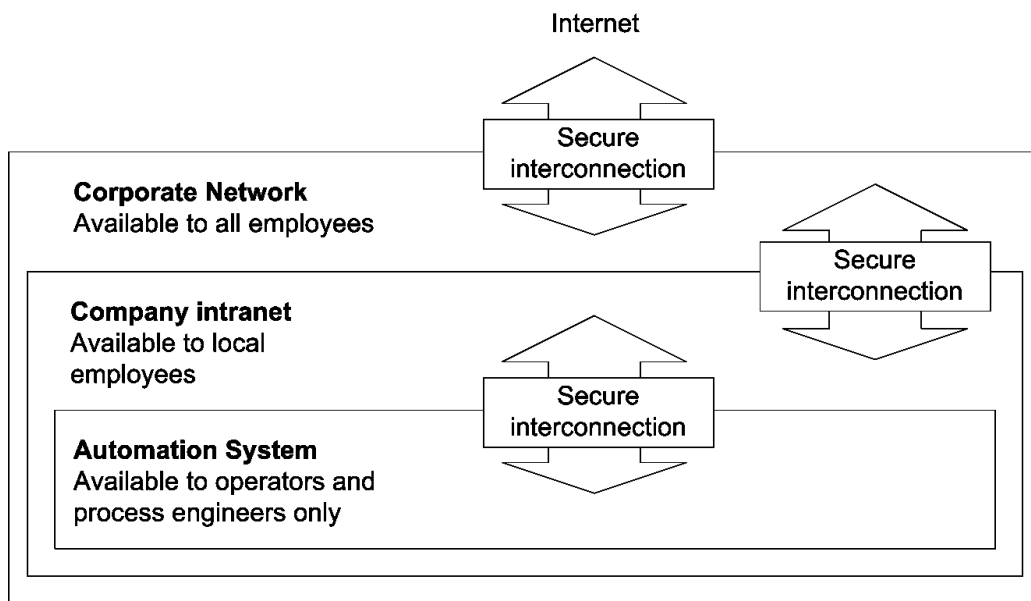 Internet
Secure
interconnection
Corporate Network
Available to all employees
Secure
interconnection
Company intranet
Available to local
employees
Secure
interconnection
Automation System
Available to operators and
process engineers only